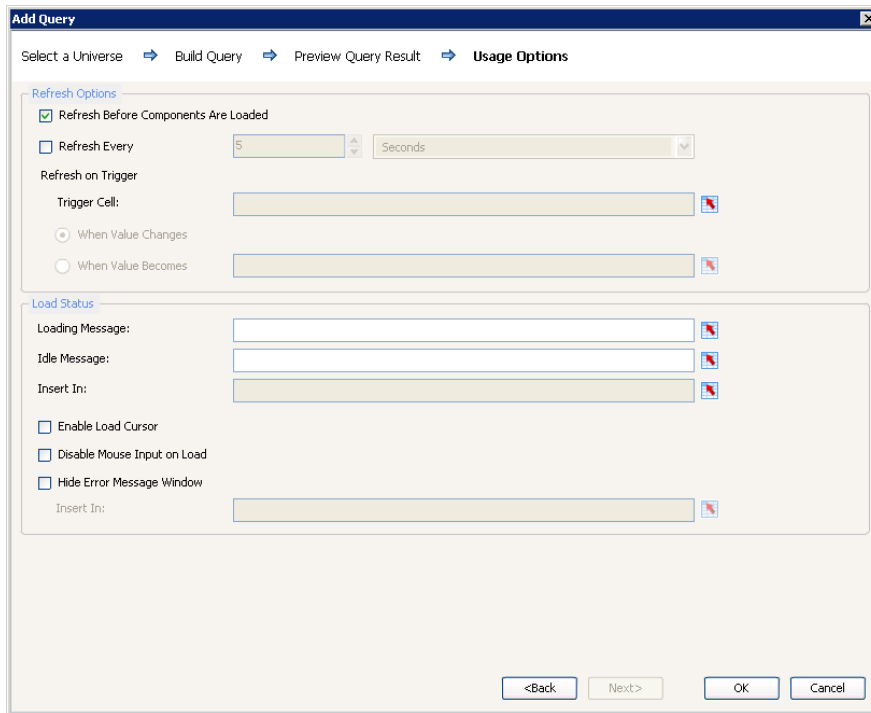 Add Query
Select a Universe Build Query Preview Query Result Usage Options
Refresh Options
Refresh Before Components Are Loaded
Refresh Every 5 Seconds
Refresh on Trigger
Trigger Cell:
When Value Changes
When Value Becomes
Load Status
Loading Message:
Idle Message:
Insert In:
Enable Load Cursor
Disable Mouse Input on Load
Hide Error Message Window
Insert In:
<Back Next> OK Cancel